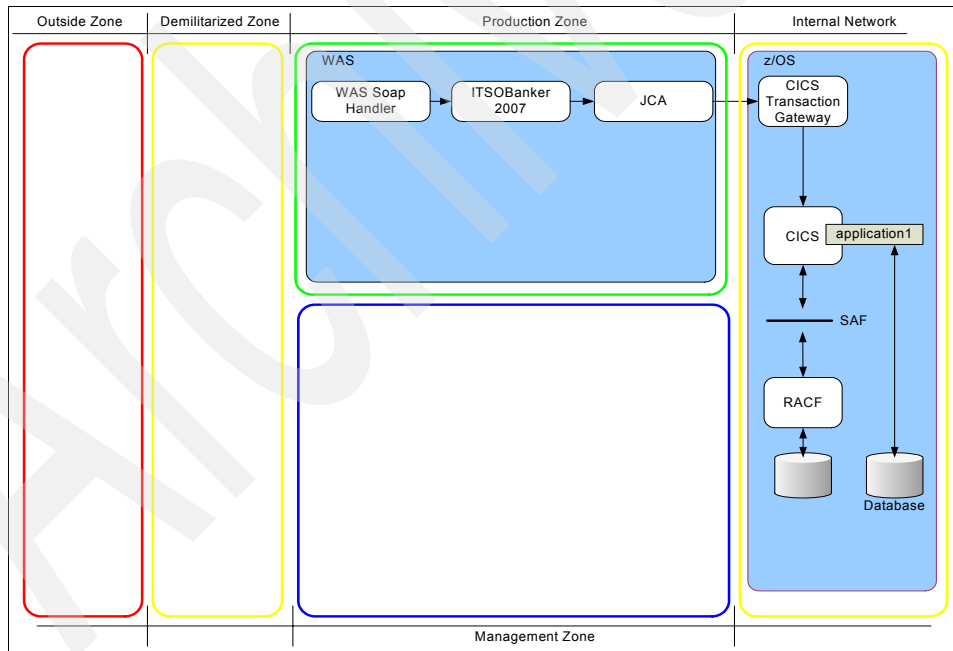 Outside Zone
Demilitarized Zone
Production Zone
Internal Network
WAS
z/OS
WAS Soap
Handler
ITSOBanker
2007
JCA
CICS
Transaction
Gateway
CICS
application1
SAF
RACF
Database
Management Zone